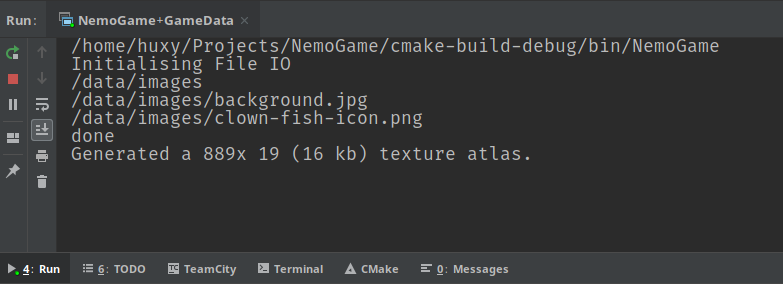 Run: NemoGame+GameData
/home/huxy/Projects/NemoGame/cmake-build-debug/bin/NemoGame
Initialising File IO
/data/images
/data/images/background.jpg
/data/images/clown-fish-icon.png
done
Generated a 889x 19 (16 kb) texture atlas.
4: Run 6: TODO TC TeamCity Terminal CMake 0: Messages